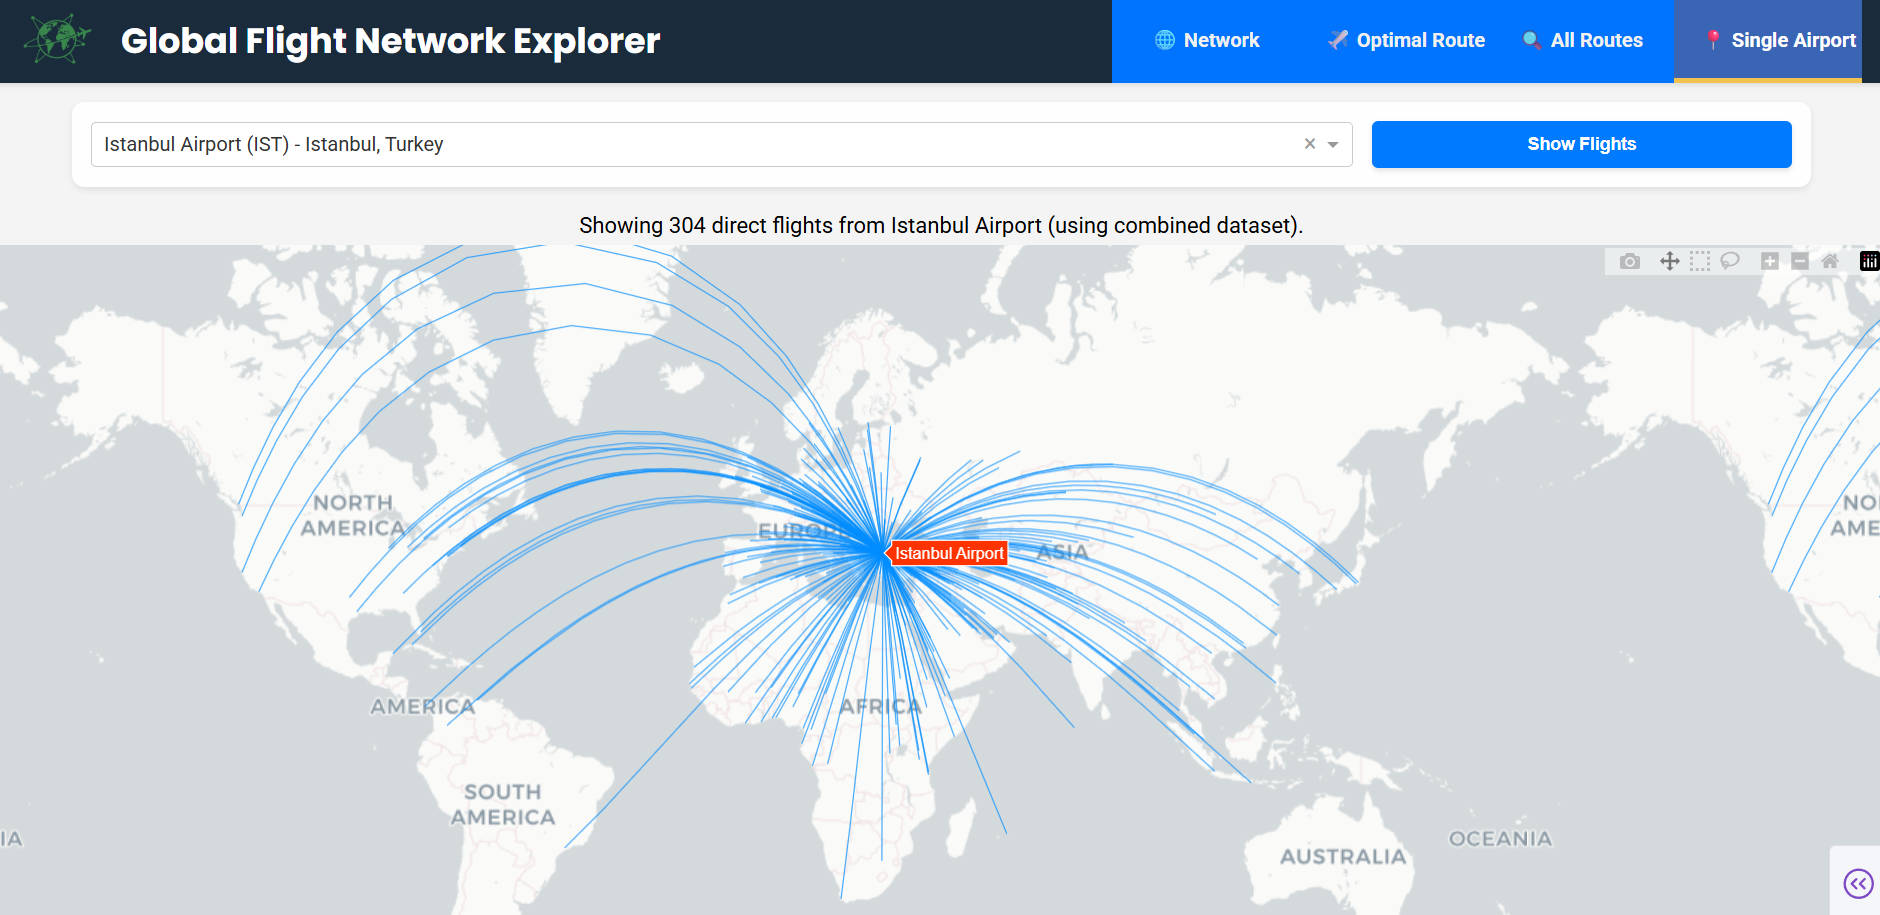 Global Flight Network Explorer
Network
Optimal Route
All Routes
Single Airport
Istanbul Airport (IST) - Istanbul, Turkey
Show Flights
Showing 304 direct flights from Istanbul Airport (using combined dataset).
NORTH
AMERICA
NO
AME
EUROPE
Istanbul Airport
ASIA
AMERICA
AFRICA
SOUTH
AMERICA
IA
AUSTRALIA
OCEANIA